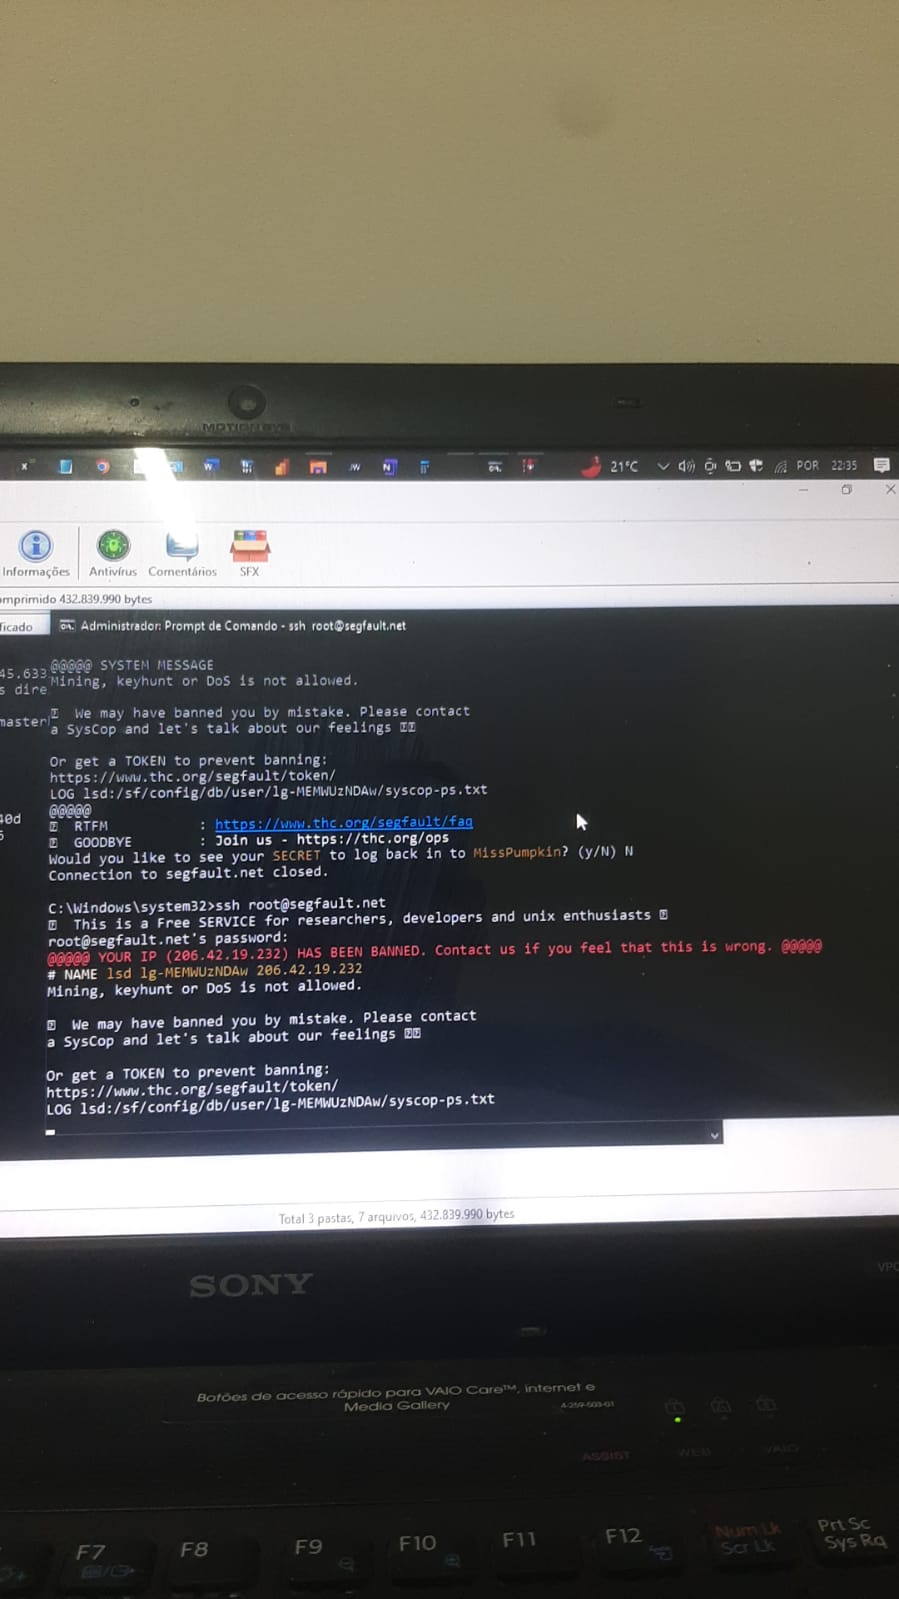 MOTION EYE
21°C
POR
22:35
Informações
Antivírus
Comentários
SFX
omprimido 432.839.990 bytes
ficado
Administrador: Prompt de Comando - ssh root@segfault.net
45.633
@@@@@ SYSTEM MESSAGE
s dire
Mining, keyhunt or DoS is not allowed.
master
We may have banned you by mistake. Please contact
a SysCop and let's talk about our feelings
Or get a TOKEN to prevent banning:
https://www.thc.org/segfault/token/
LOG lsd:/sf/config/db/user/lg-MEMWUzNDAw/syscop-ps.txt
@@@@@
RTFM : https://www.thc.org/segfault/faq
GOODBYE : Join us - https://thc.org/ops
Would you like to see your SECRET to log back in to MissPumpkin? (y/N) N
Connection to segfault.net closed.
C:\Windows\system32>ssh root@segfault.net
This is a Free SERVICE for researchers, developers and unix enthusiasts
root@segfault.net's password:
@@@@@ YOUR IP (206.42.19.232) HAS BEEN BANNED. Contact us if you feel that this is wrong. @@@@@
# NAME lsd lg-MEMWUzNDAw 206.42.19.232
Mining, keyhunt or DoS is not allowed.
We may have banned you by mistake. Please contact
a SysCop and let's talk about our feelings
Or get a TOKEN to prevent banning:
https://www.thc.org/segfault/token/
LOG lsd:/sf/config/db/user/lg-MEMWUzNDAw/syscop-ps.txt
Total 3 pastas, 7 arquivos, 432.839.990 bytes
VPC
SONY
Botões de acesso rápido para VAIO Care™, internet e
Media Gallery
4-259-503-01
ASSIST
WEB
VAIO
F7
F8
F9
F10
F11
F12
Num Lk
Scr Lk
Prt Sc
Sys Rq